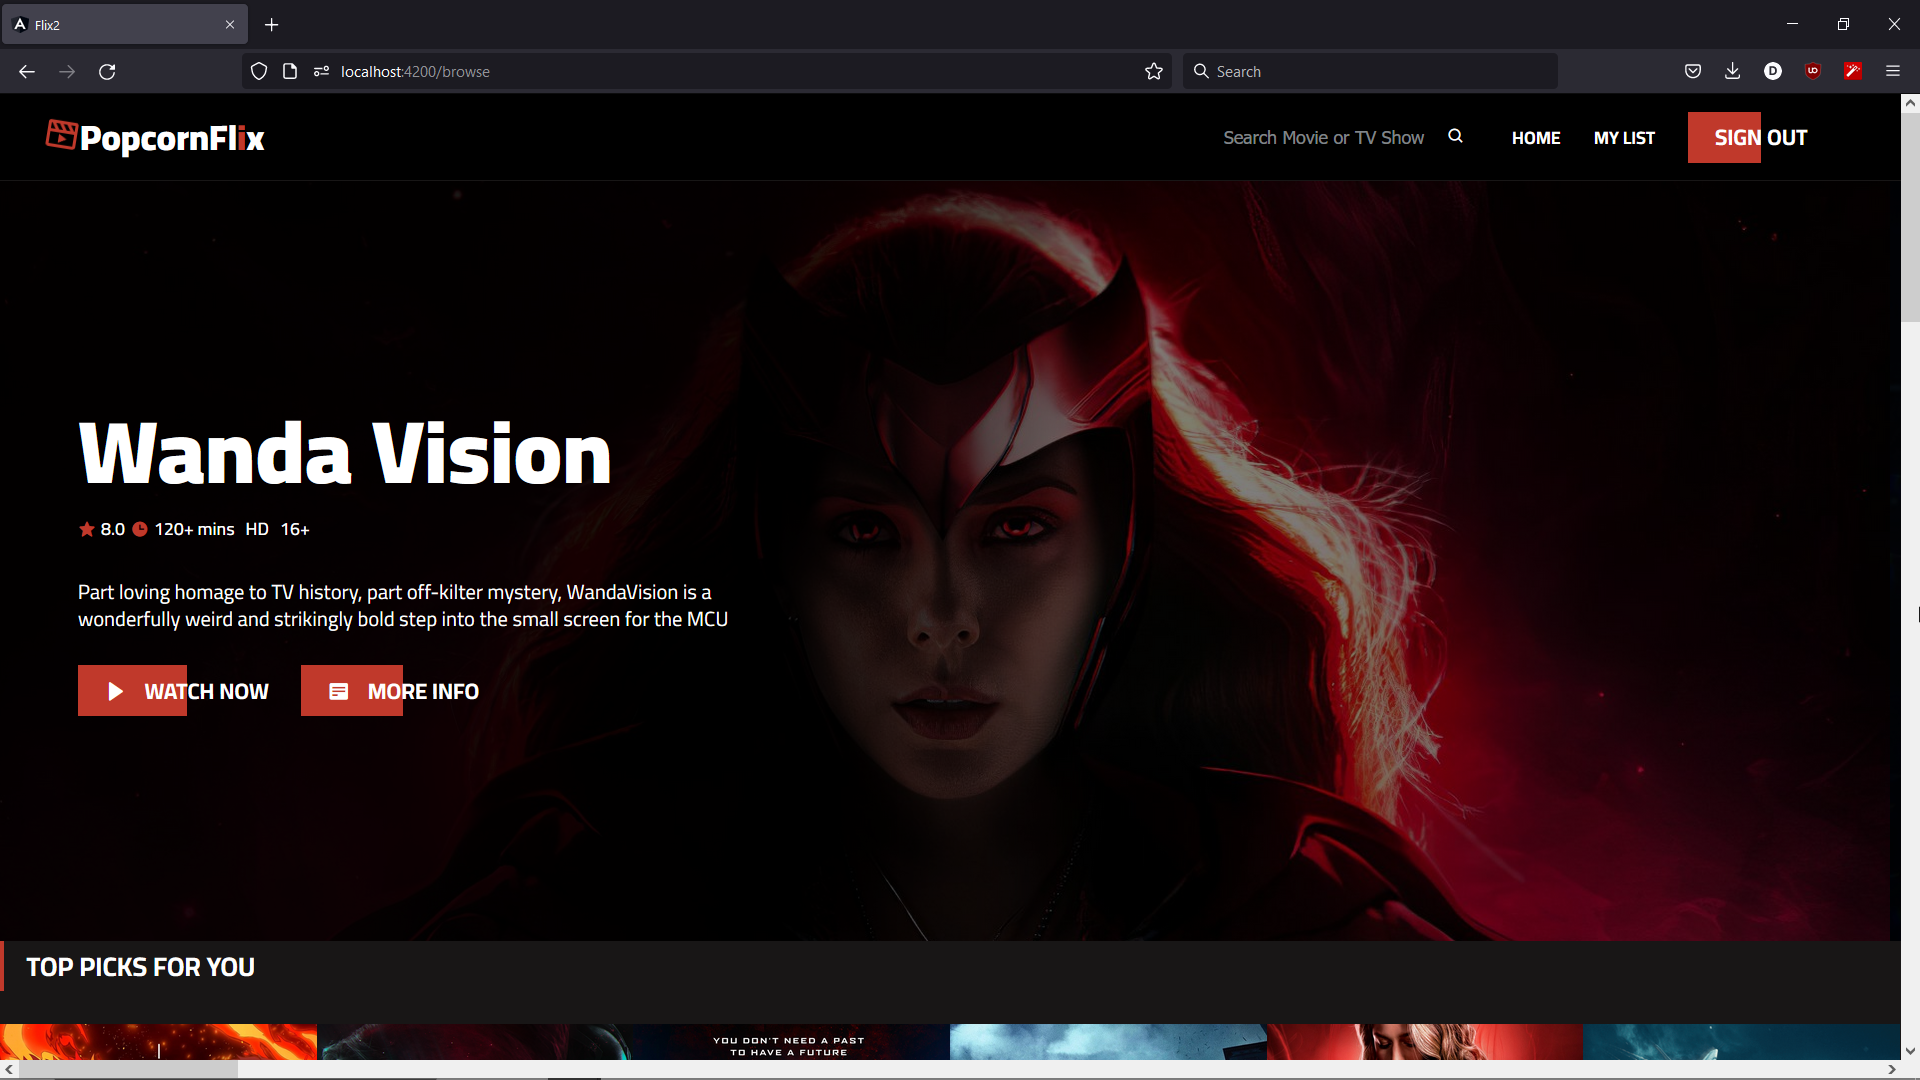 Flix2
localhost:4200/browse
Search
PopcornFlix
Search Movie or TV Show
HOME
MY LIST
SIGN OUT
Wanda Vision
8.0 120+ mins HD 16+
Part loving homage to TV history, part off-kilter mystery, WandaVision is a
wonderfully weird and strikingly bold step into the small screen for the MCU
WATCH NOW
MORE INFO
TOP PICKS FOR YOU
YOU DON'T NEED A PAST
TO HAVE A FUTURE